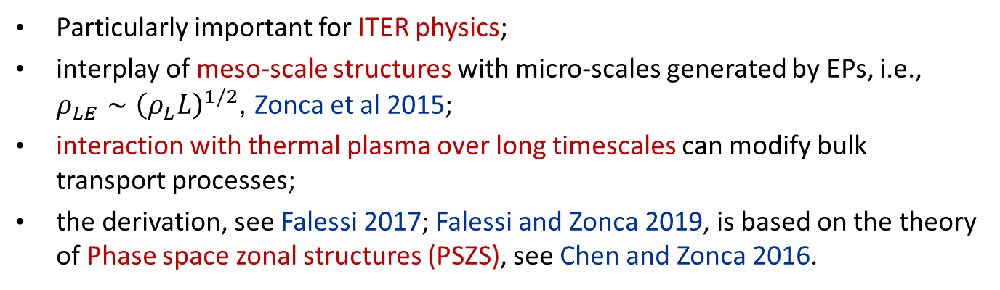 • Particularly important for ITER physics;
• interplay of meso-scale structures with micro-scales generated by EPs, i.e.,
ρ_{LE} ~ (ρ_L L)^{1/2}, Zonca et al 2015;
• interaction with thermal plasma over long timescales can modify bulk
transport processes;
• the derivation, see Falessi 2017; Falessi and Zonca 2019, is based on the theory
of Phase space zonal structures (PSZS), see Chen and Zonca 2016.